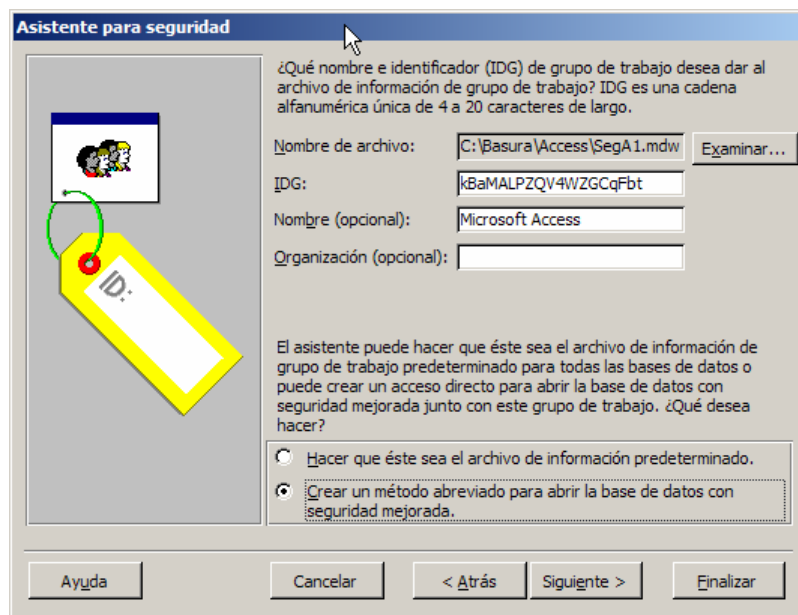 Asistente para seguridad
¿Qué nombre e identificador (IDG) de grupo de trabajo desea dar al
archivo de información de grupo de trabajo? IDG es una cadena
alfanumérica única de 4 a 20 caracteres de largo.
Nombre de archivo: C:\Basura\Access\SegA1.mdw Examinar...
IDG: kBaMALPZQV4WZGCqFbt
Nombre (opcional): Microsoft Access
Organización (opcional):
ID:
El asistente puede hacer que éste sea el archivo de información de
grupo de trabajo predeterminado para todas las bases de datos o
puede crear un acceso directo para abrir la base de datos con
seguridad mejorada junto con este grupo de trabajo. ¿Qué desea
hacer?
Hacer que éste sea el archivo de información predeterminado.
Crear un método abreviado para abrir la base de datos con
seguridad mejorada.
Ayuda Cancelar < Atrás Siguiente > Finalizar